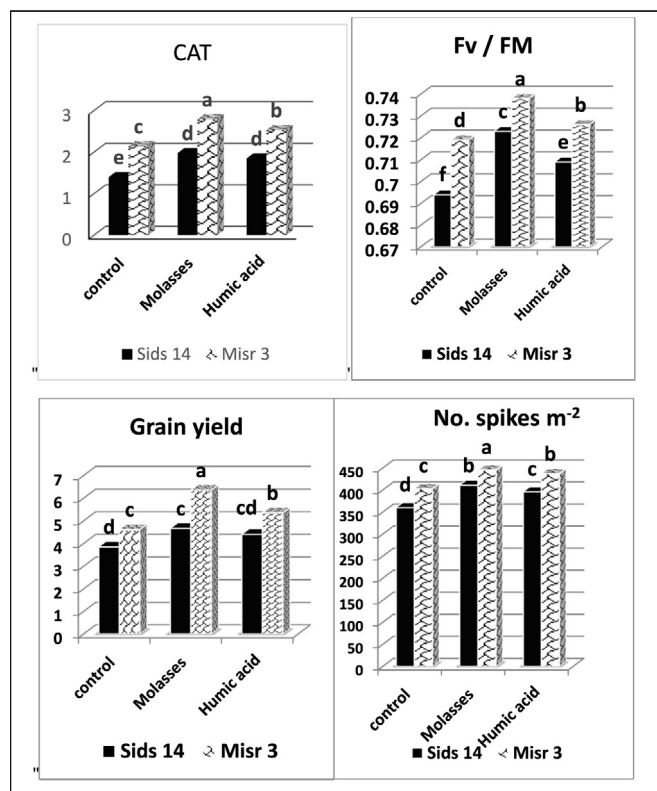 CAT
3
2
1
0
e
c
d
a
d
b
control
Molasses
Humic acid
Sids 14 Misr 3
"
Fv / FM
0.74
0.73
0.72
0.71
0.7
0.69
0.68
0.67
f
d
c
a
e
b
control
Molasses
Humic acid
Sids 14 Misr 3
'
Grain yield
7
6
5
4
3
2
1
0
d
c
c
a
cd
b
control
Molasses
Humic acid
Sids 14 Misr 3
"
No. spikes m-2
450
400
350
300
250
200
150
100
50
0
d
c
b
a
c
b
control
Molasses
Humic acid
Sids 14 Misr 3